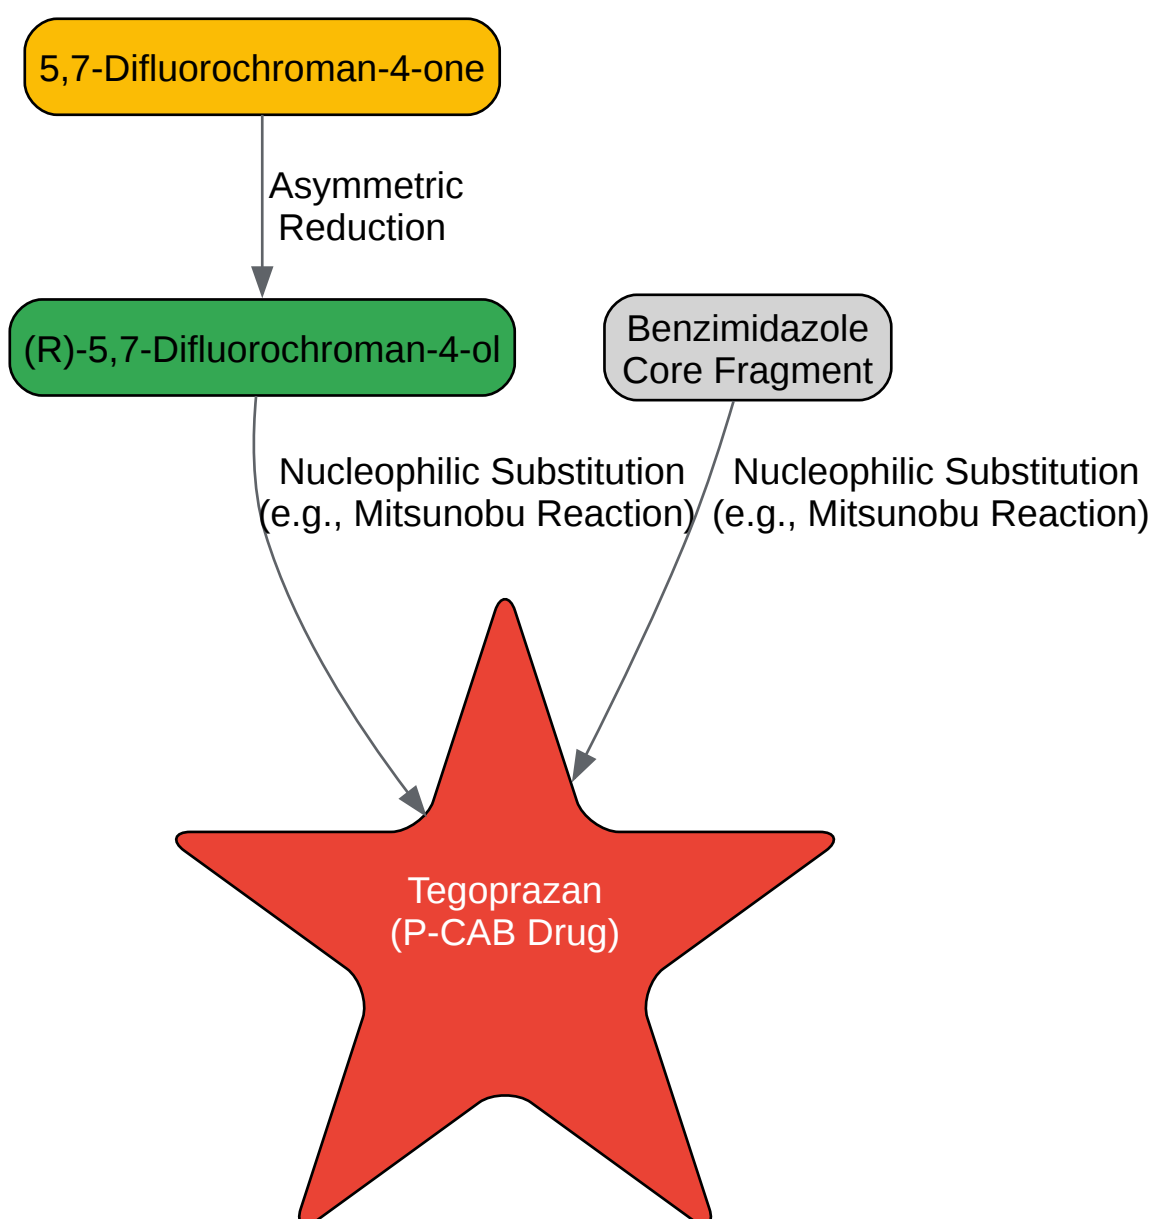 5,7-Difluorochroman-4-one
Asymmetric
Reduction
(R)-5,7-Difluorochroman-4-ol
Benzimidazole
Core Fragment
Nucleophilic Substitution
(e.g., Mitsunobu Reaction)
Nucleophilic Substitution
(e.g., Mitsunobu Reaction)
Tegoprazan
(P-CAB Drug)